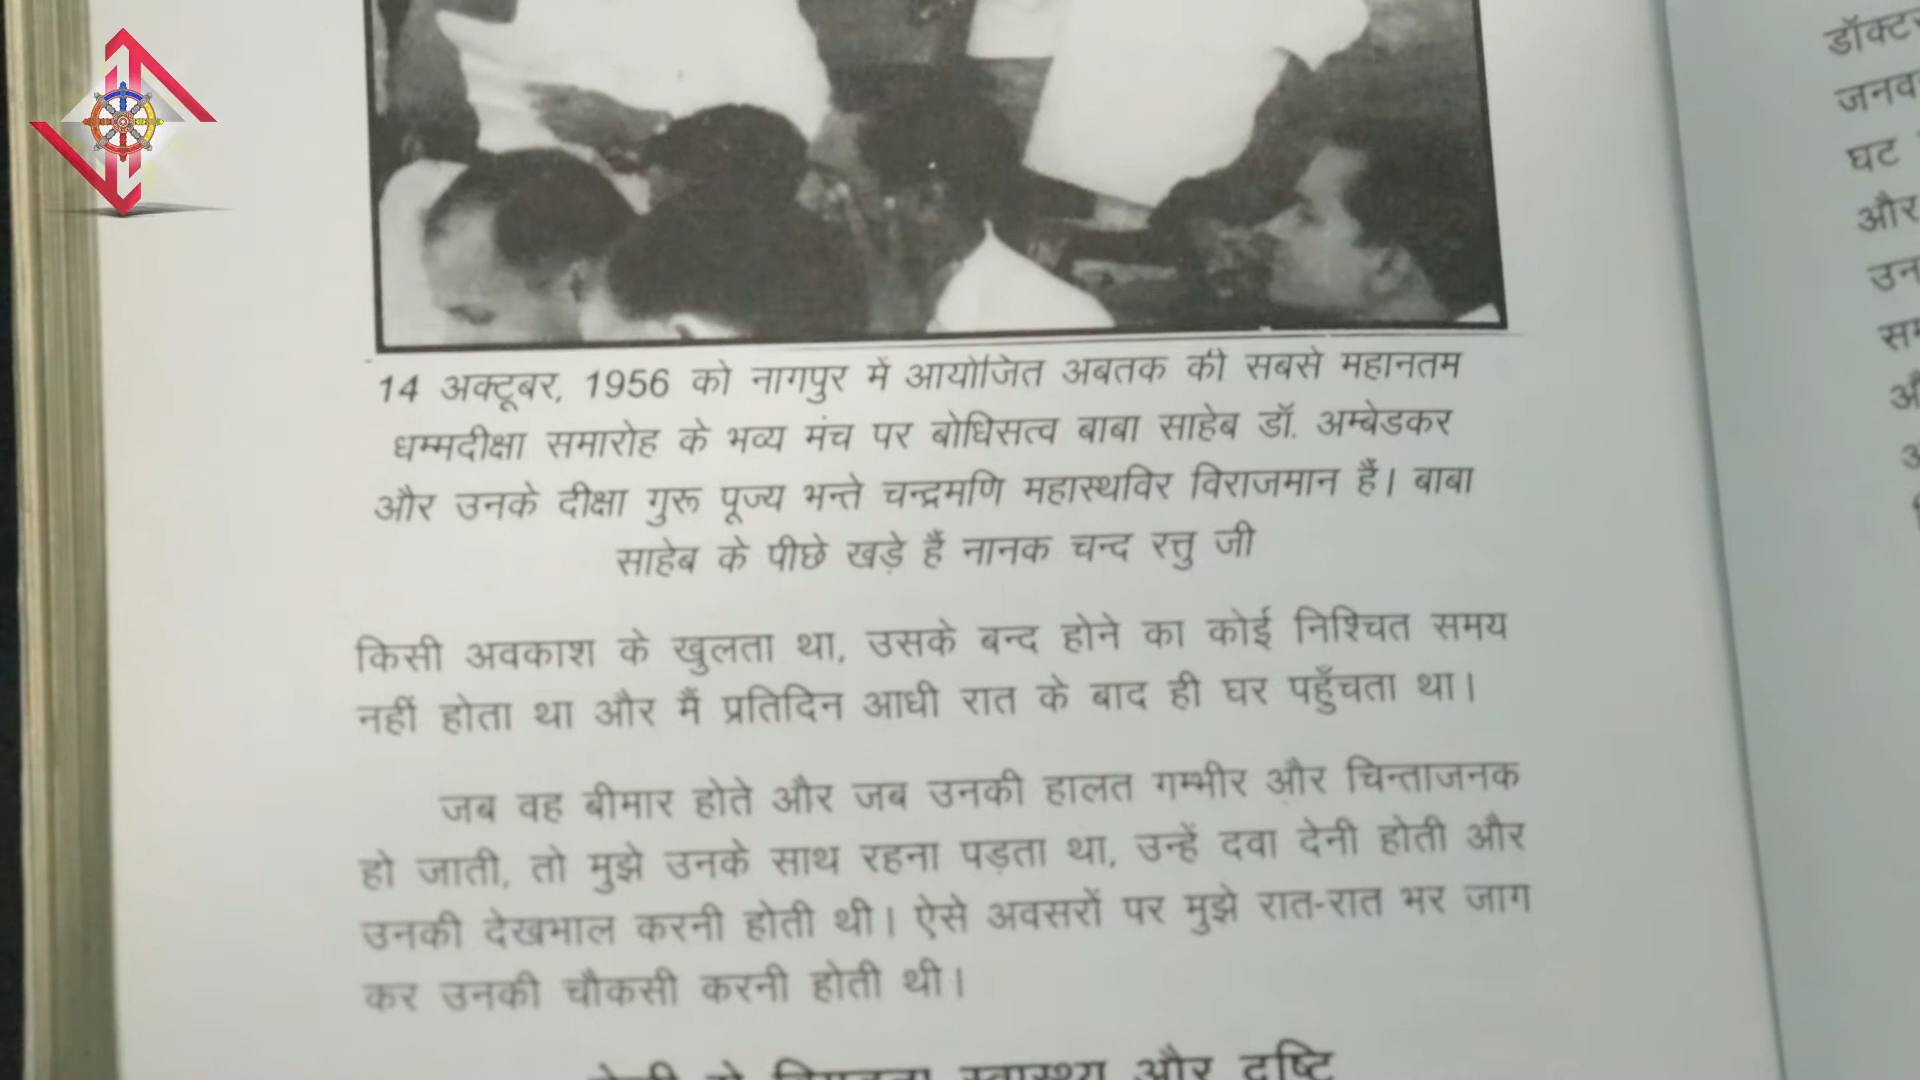 14 अक्टूबर, 1956 को नागपुर में आयोजित अबतक की सबसे महानतम
धम्मदीक्षा समारोह के भव्य मंच पर बोधिसत्व बाबा साहेब डॉ. अम्बेडकर
और उनके दीक्षा गुरू पूज्य भन्ते चन्द्रमणि महास्थविर विराजमान हैं। बाबा
साहेब के पीछे खड़े हैं नानक चन्द रत्तु जी
किसी अवकाश के खुलता था, उसके बन्द होने का कोई निश्चित समय
नहीं होता था और मैं प्रतिदिन आधी रात के बाद ही घर पहुँचता था।
जब वह बीमार होते और जब उनकी हालत गम्भीर और चिन्ताजनक
हो जाती, तो मुझे उनके साथ रहना पड़ता था, उन्हें दवा देनी होती और
उनकी देखभाल करनी होती थी। ऐसे अवसरों पर मुझे रात-रात भर जाग
कर उनकी चौकसी करनी होती थी।
स्वास्थ्य और दृष्टि
घट
और